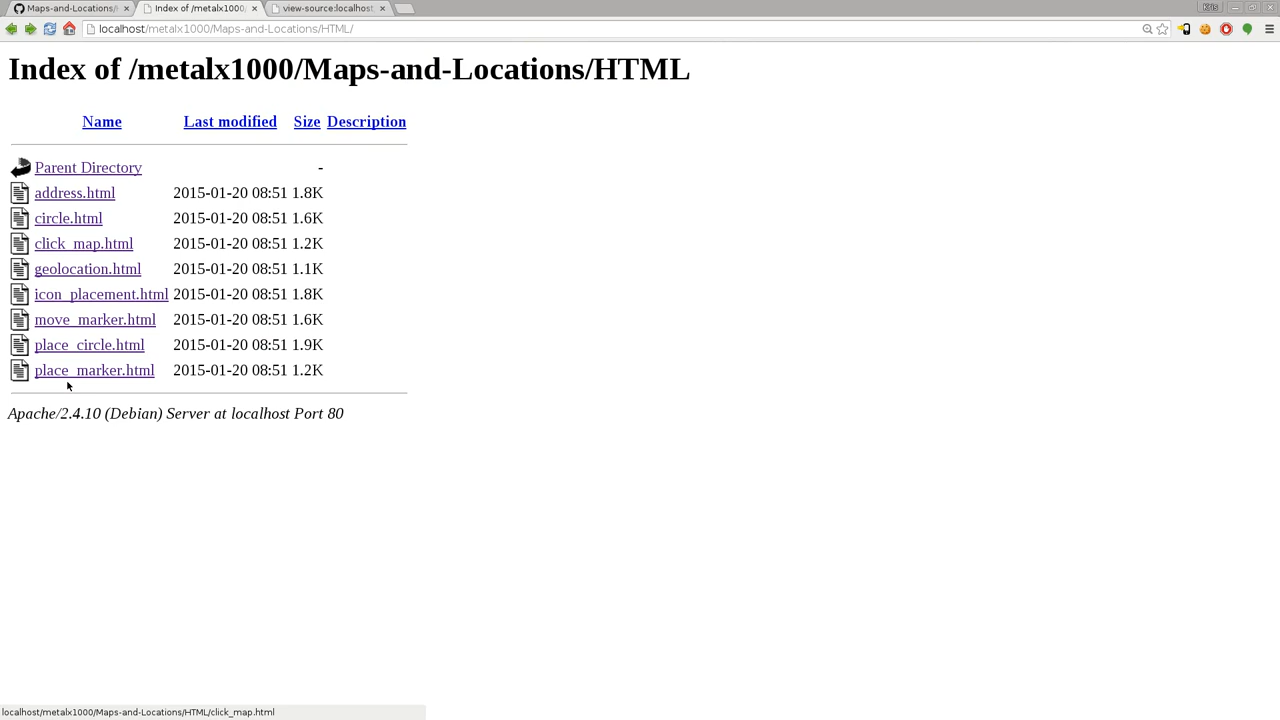 Maps-and-Locations/ Index of /metalx1000/ view-source:localhost/ Kris
localhost/metalx1000/Maps-and-Locations/HTML/
Index of /metalx1000/Maps-and-Locations/HTML
Name Last modified Size Description
Parent Directory -
address.html 2015-01-20 08:51 1.8K
circle.html 2015-01-20 08:51 1.6K
click_map.html 2015-01-20 08:51 1.2K
geolocation.html 2015-01-20 08:51 1.1K
icon_placement.html 2015-01-20 08:51 1.8K
move_marker.html 2015-01-20 08:51 1.6K
place_circle.html 2015-01-20 08:51 1.9K
place_marker.html 2015-01-20 08:51 1.2K
Apache/2.4.10 (Debian) Server at localhost Port 80
localhost/metalx1000/Maps-and-Locations/HTML/click_map.html